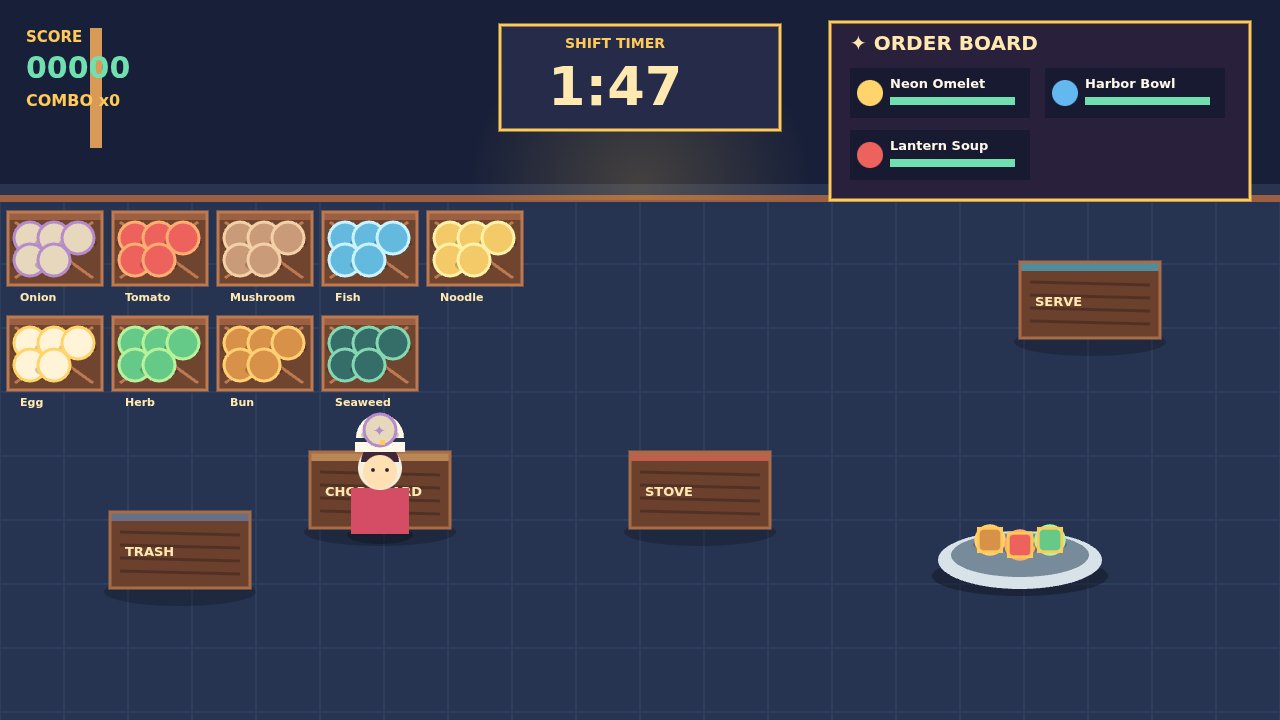 SCORE
00000
COMBO x0
SHIFT TIMER
1:47
✦ ORDER BOARD
Neon Omelet
Harbor Bowl
Lantern Soup
Onion
Tomato
Mushroom
Fish
Noodle
Egg
Herb
Bun
Seaweed
SERVE
STOVE
TRASH